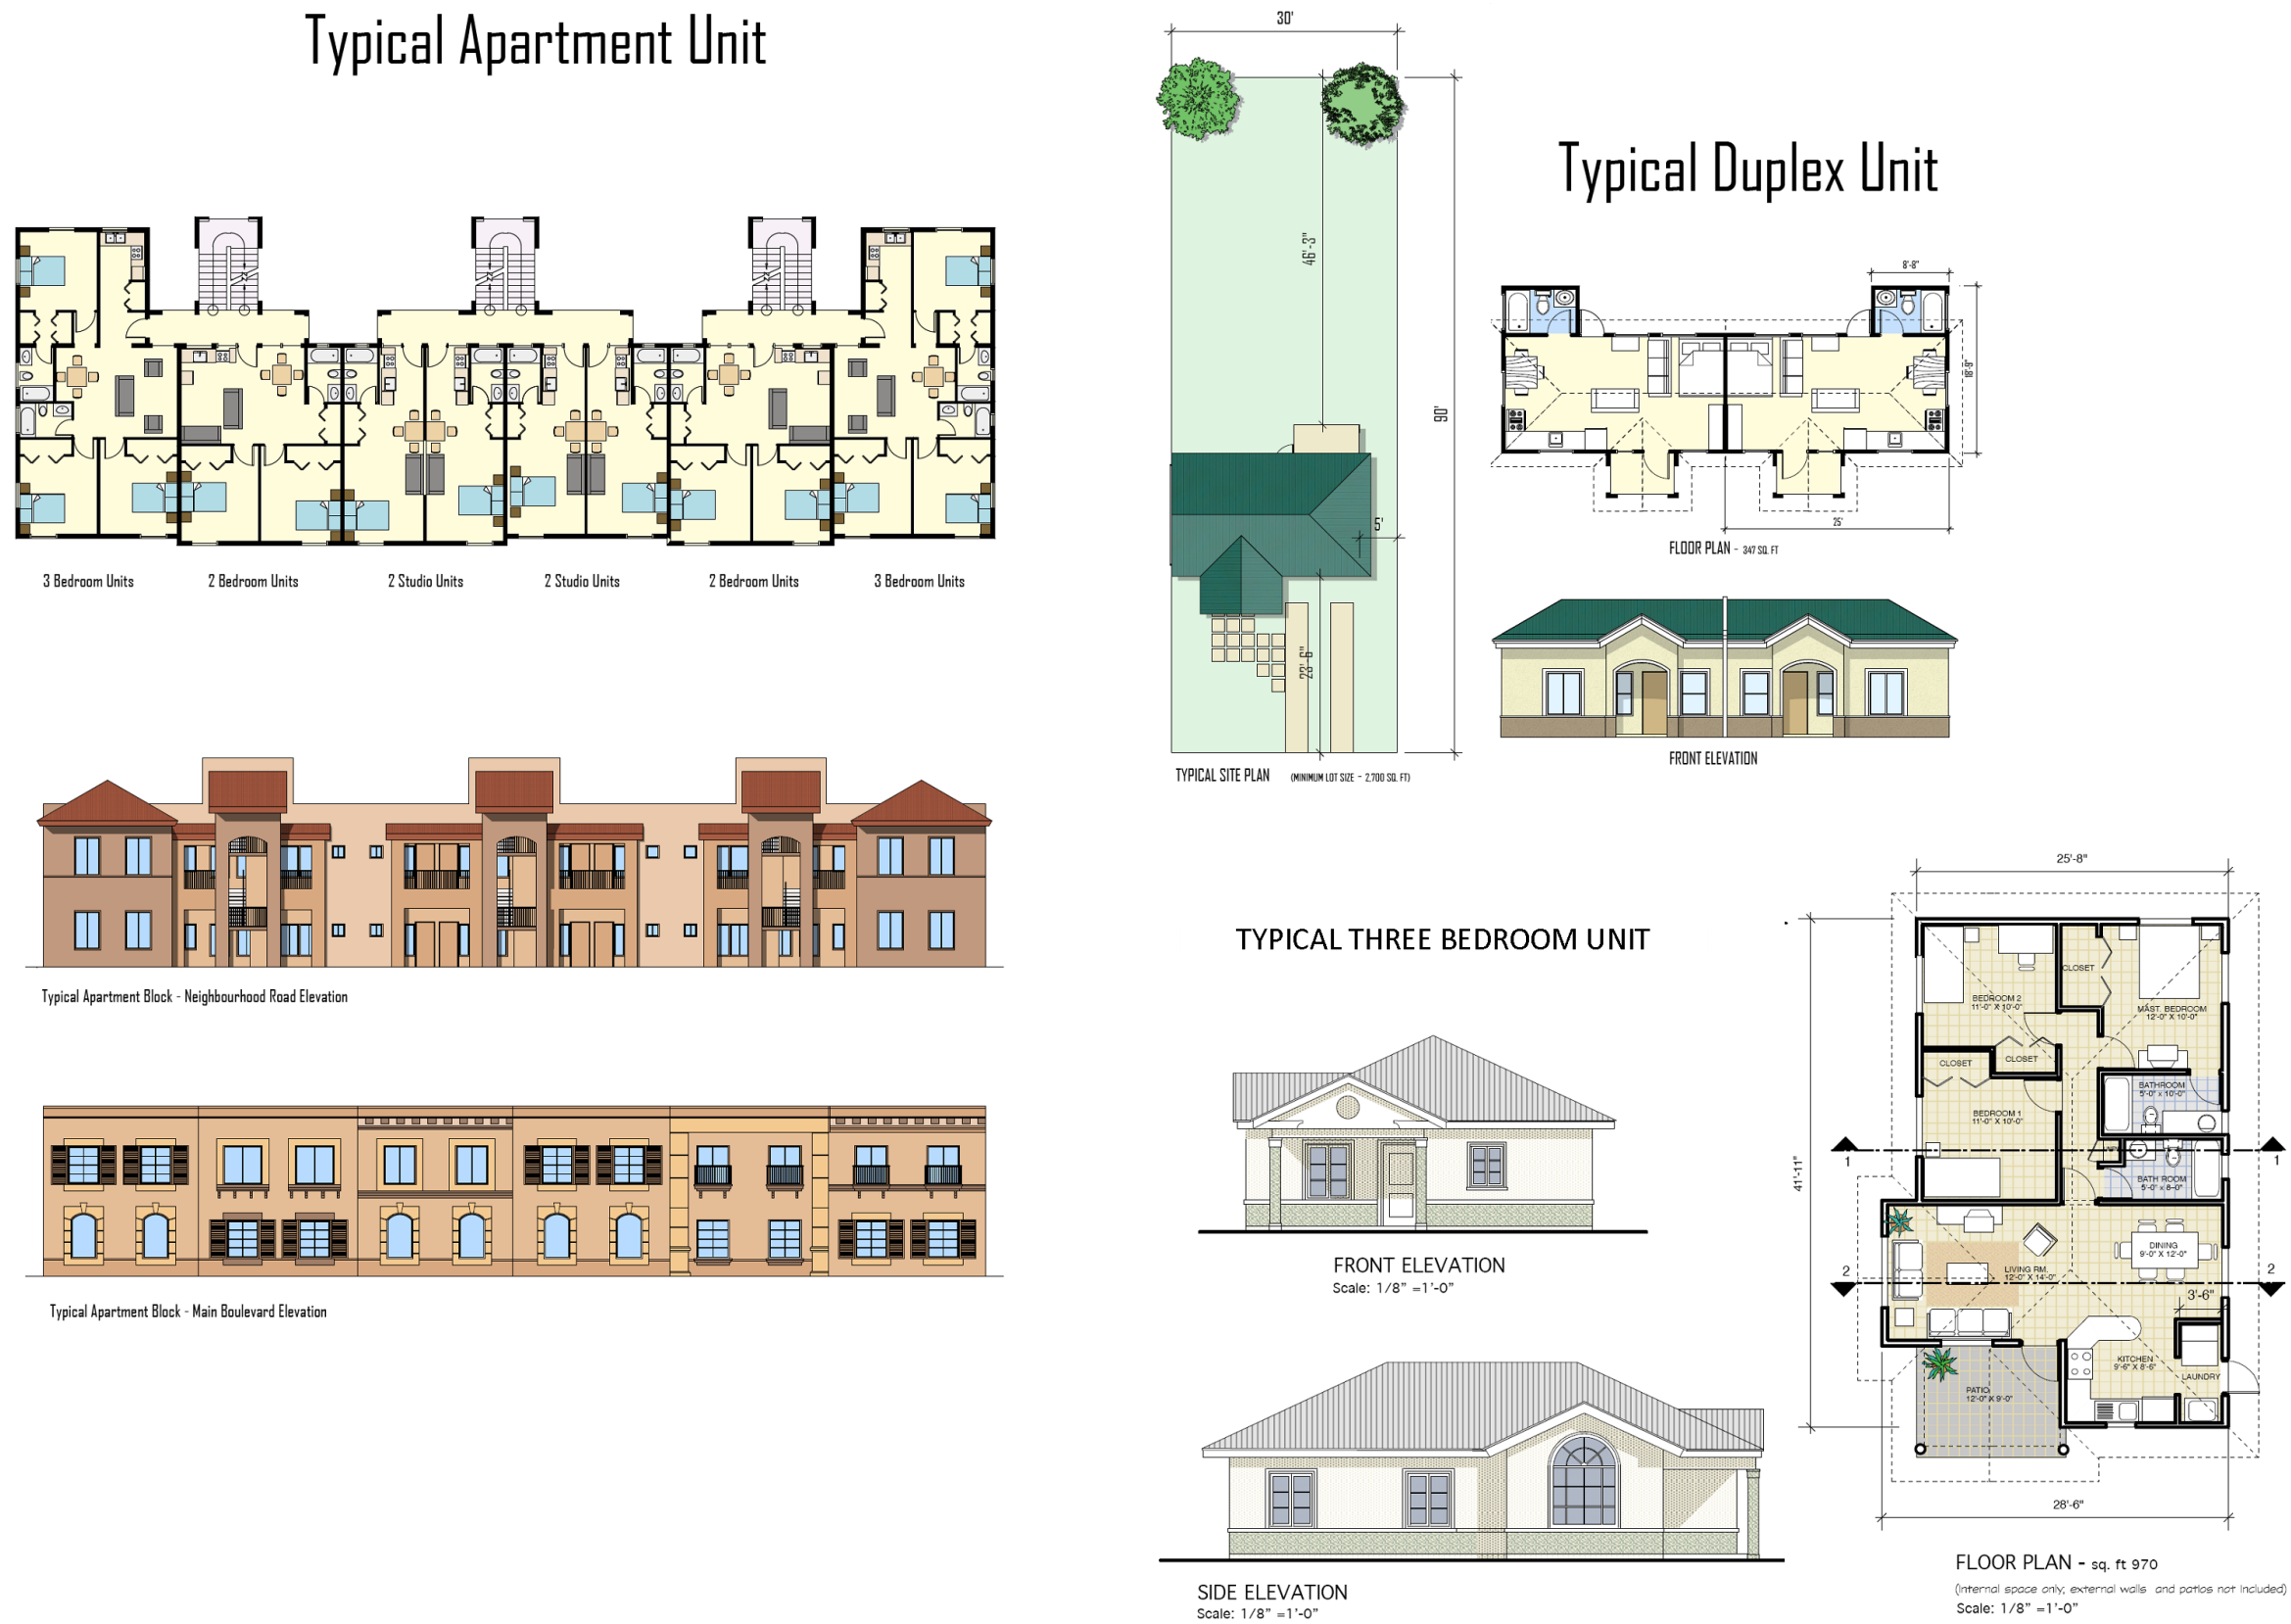 Typical Apartment Unit
3 Bedroom Units
2 Bedroom Units
2 Studio Units
2 Studio Units
2 Bedroom Units
3 Bedroom Units
Typical Apartment Block - Neighbourhood Road Elevation
Typical Apartment Block - Main Boulevard Elevation
30'
46'-3"
90'
5'
23'-6"
TYPICAL SITE PLAN (MINIMUM LOT SIZE - 2,700 SQ. FT)
Typical Duplex Unit
8'-8"
18'-9"
25'
FLOOR PLAN - 347 SQ. FT
FRONT ELEVATION
TYPICAL THREE BEDROOM UNIT
FRONT ELEVATION
Scale: 1/8" =1'-0"
SIDE ELEVATION
Scale: 1/8" =1'-0"
25'-8"
41'-11"
CLOSET
BEDROOM 2
11'-0" X 10'-0"
MAST. BEDROOM
12'-0" X 10'-0"
CLOSET
CLOSET
BATHROOM
5'-0" x 10'-0"
BEDROOM 1
11'-0" X 10'-0"
1
1
BATH ROOM
5'-0" x 8'-0"
DINING
9'-0" X 12'-0"
LIVING RM.
12'-0" X 14'-0"
2
2
3'-6"
KITCHEN
9'-6" X 8'-6"
LAUNDRY
PATIO
12'-0" X 9'-0"
28'-6"
FLOOR PLAN - sq. ft 970
(internal space only; external walls and patios not included)
Scale: 1/8" =1'-0"